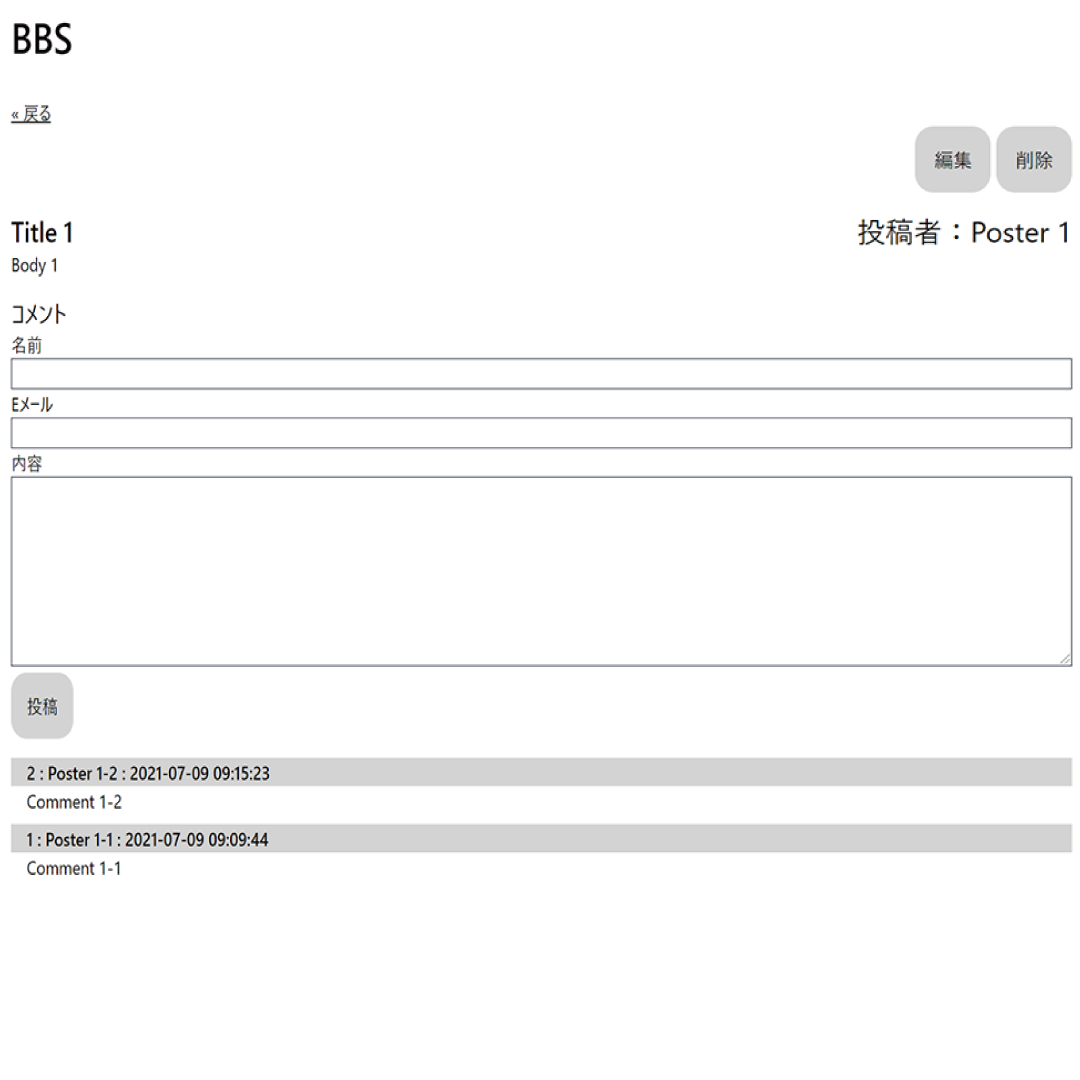 BBS
« 戻る
編集 削除
Title 1 投稿者：Poster 1
Body 1
コメント
名前
Eメール
内容
投稿
2 : Poster 1-2 : 2021-07-09 09:15:23
Comment 1-2
1 : Poster 1-1 : 2021-07-09 09:09:44
Comment 1-1